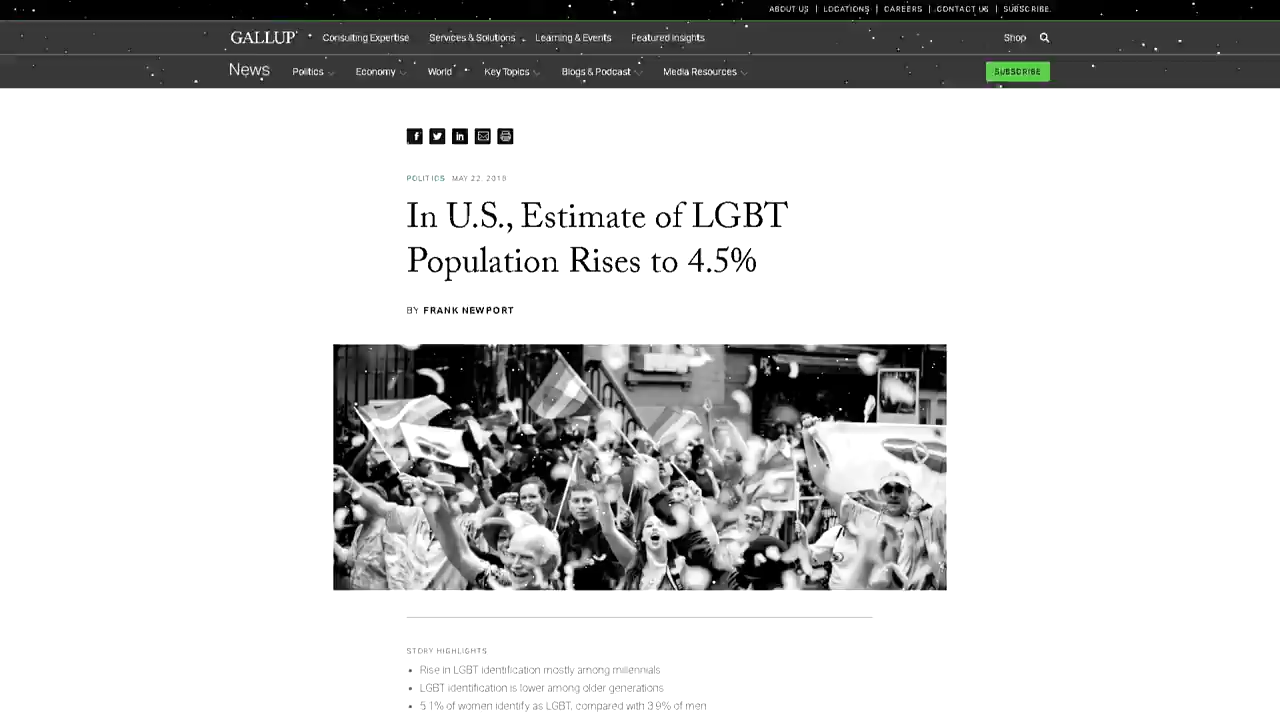 ABOUT US | LOCATIONS | CAREERS | CONTACT US | SUBSCRIBE
GALLUP Consulting Expertise Services & Solutions Learning & Events Featured Insights Shop
News Politics Economy World Key Topics Blogs & Podcast Media Resources SUBSCRIBE
POLITICS MAY 22, 2018
In U.S., Estimate of LGBT
Population Rises to 4.5%
BY FRANK NEWPORT
STORY HIGHLIGHTS
• Rise in LGBT identification mostly among millennials
• LGBT identification is lower among older generations
• 5.1% of women identify as LGBT, compared with 3.9% of men